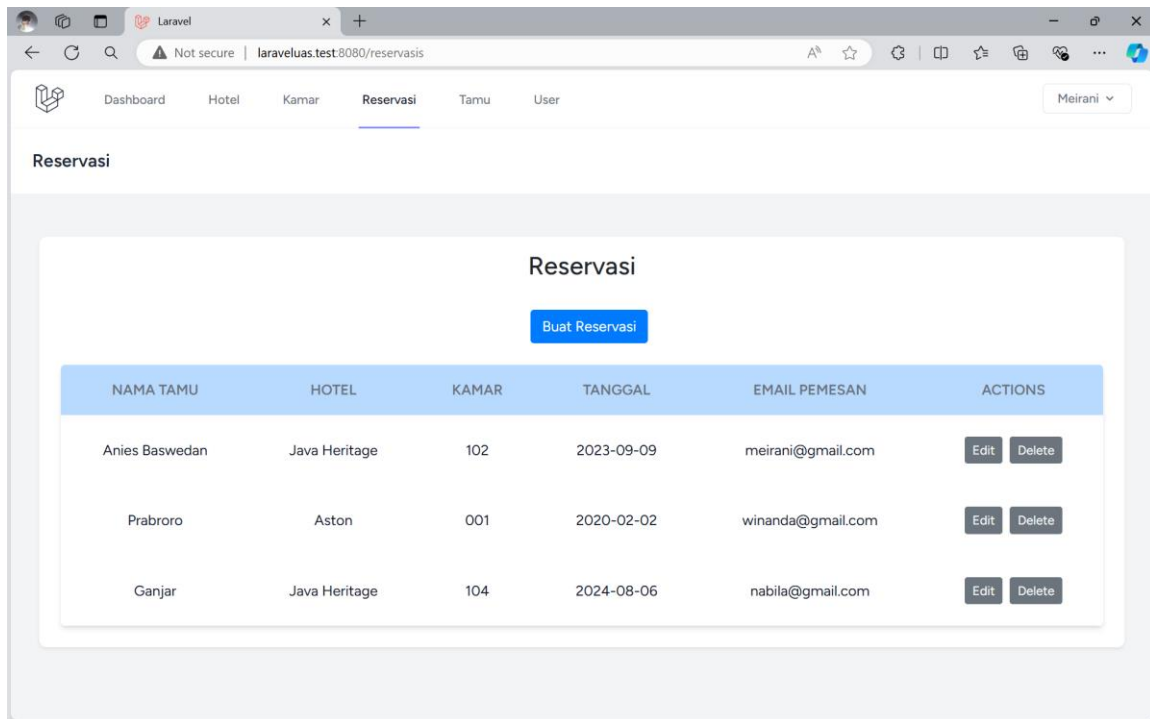 Laravel
Not secure | laraveluas.test:8080/reservasis
Dashboard Hotel Kamar Reservasi Tamu User Meirani
Reservasi
Reservasi
Buat Reservasi
NAMA TAMU HOTEL KAMAR TANGGAL EMAIL PEMESAN ACTIONS
Anies Baswedan Java Heritage 102 2023-09-09 meirani@gmail.com Edit Delete
Prabroro Aston 001 2020-02-02 winanda@gmail.com Edit Delete
Ganjar Java Heritage 104 2024-08-06 nabila@gmail.com Edit Delete